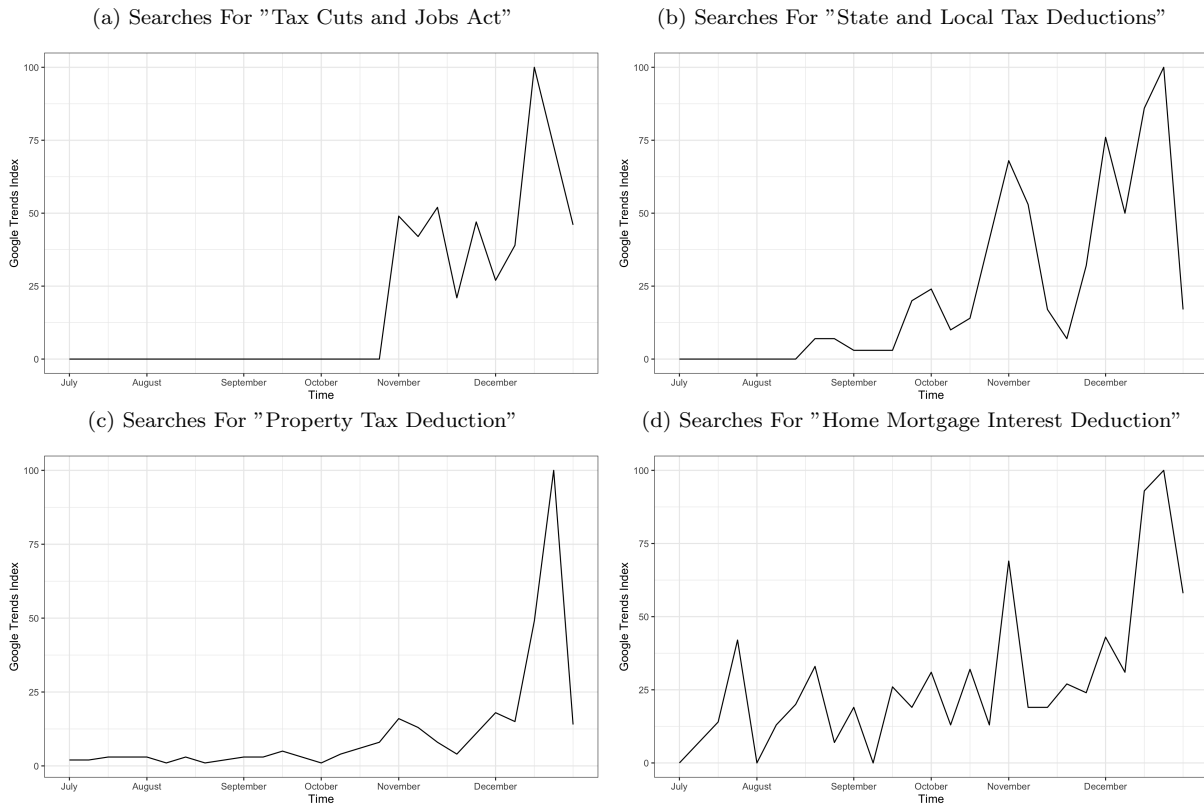 (a) Searches For ”Tax Cuts and Jobs Act”
100
75
50
25
0
Google Trends Index
July August September October November December
Time
(b) Searches For ”State and Local Tax Deductions”
100
75
50
25
0
Google Trends Index
July August September October November December
Time
(c) Searches For ”Property Tax Deduction”
100
75
50
25
0
Google Trends Index
July August September October November December
Time
(d) Searches For ”Home Mortgage Interest Deduction”
100
75
50
25
0
Google Trends Index
July August September October November December
Time